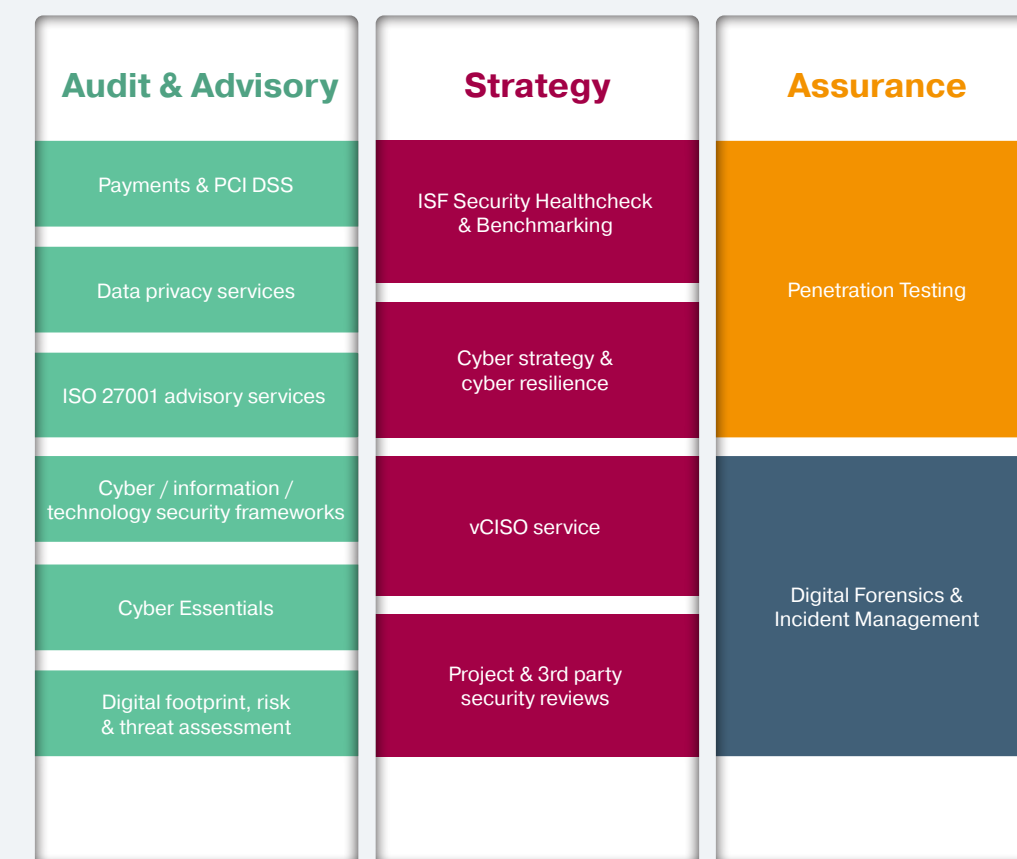 Audit & Advisory
Payments & PCI DSS
Data privacy services
ISO 27001 advisory services
Cyber / information /
technology security frameworks
Cyber Essentials
Digital footprint, risk
& threat assessment
Strategy
ISF Security Healthcheck
& Benchmarking
Cyber strategy &
cyber resilience
vCISO service
Project & 3rd party
security reviews
Assurance
Penetration Testing
Digital Forensics &
Incident Management